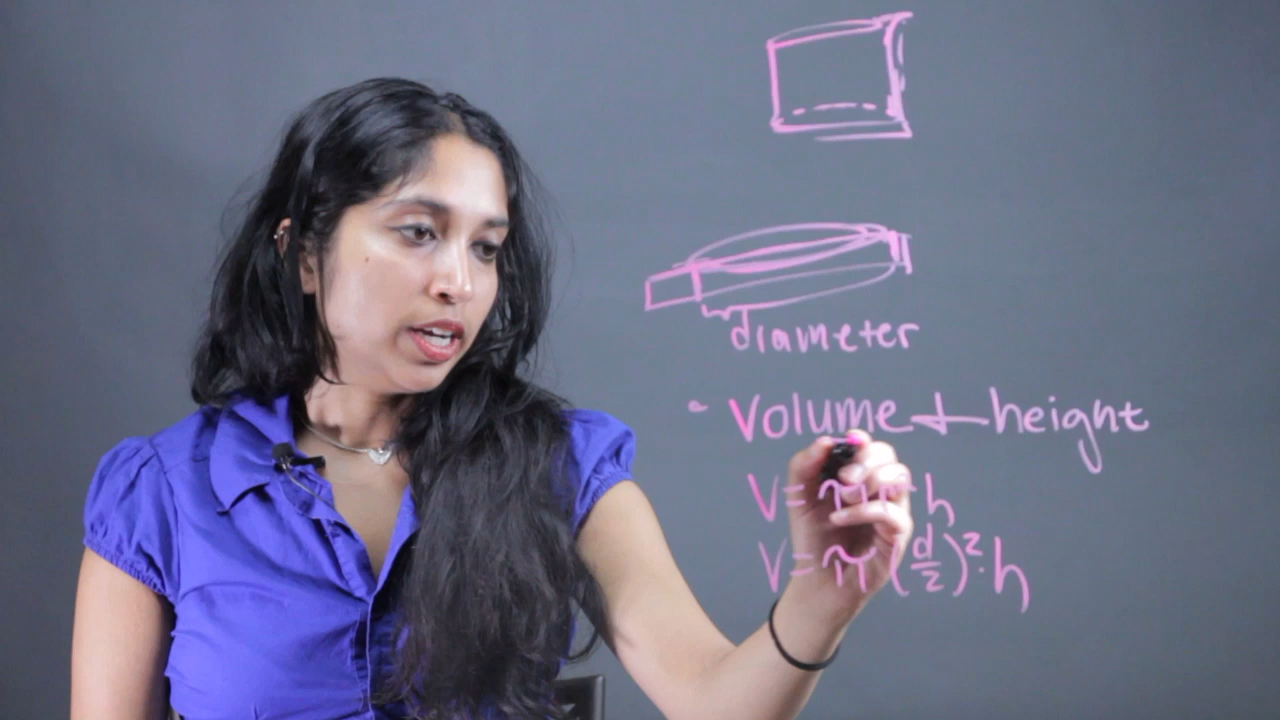 diameter
- Volume + height
V = π h
V = π (d/2)² · h